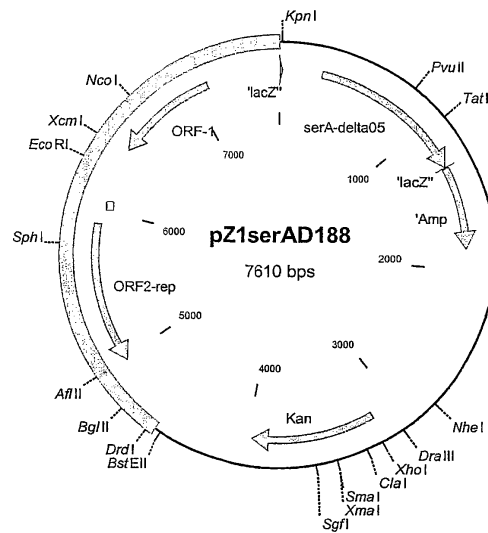 KpnI
NcoI
PvuII
XcmI
'lacZ''
TatI
EcoRI
ORF-1
serA-delta05
7000
1000
'lacZ''
'Amp
6000
pZ1serAD188
SphI
7610 bps
2000
ORF2-rep
5000
3000
4000
AflII
BglII
Kan
NheI
DrdI
BstEII
DraIII
XhoI
ClaI
SmaI
XmaI
SgfI